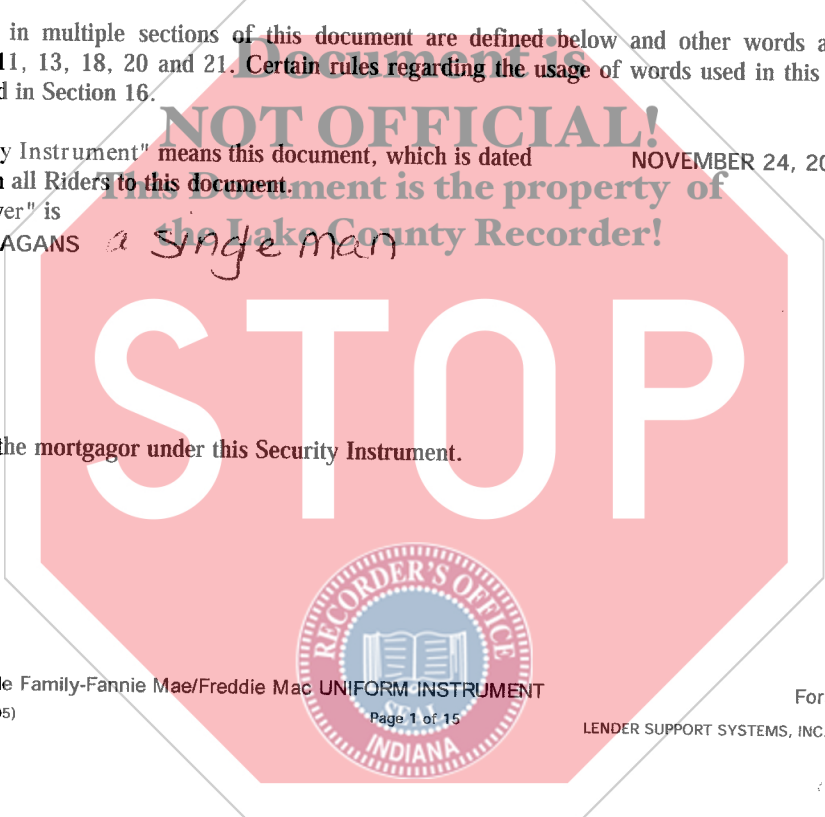 in multiple sections of this document are defined below and other words a
11, 13, 18, 20 and 21. Certain rules regarding the usage of words used in this
d in Section 16.
Document is
NOT OFFICIAL!
This Document is the property of
the Lake County Recorder!
y Instrument" means this document, which is dated NOVEMBER 24, 20
all Riders to this document.
er" is
AGANS a single man
STOP
the mortgagor under this Security Instrument.
RECORDER'S OFFICE
SEAL
INDIANA
le Family-Fannie Mae/Freddie Mac UNIFORM INSTRUMENT For
05)
Page 1 of 15
LENDER SUPPORT SYSTEMS, INC.